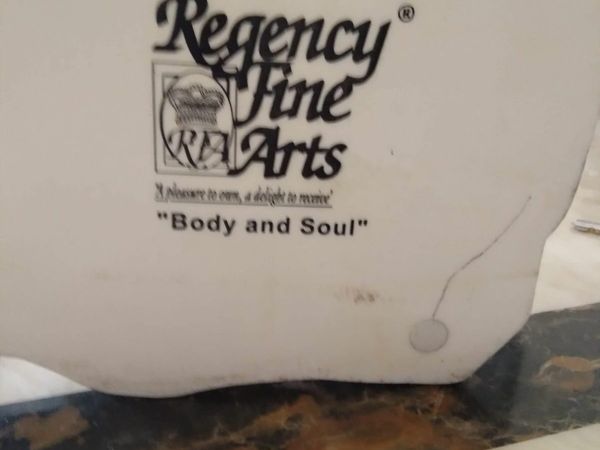 Regency®
Fine
RFA Arts
'A pleasure to own, a delight to receive'
"Body and Soul"